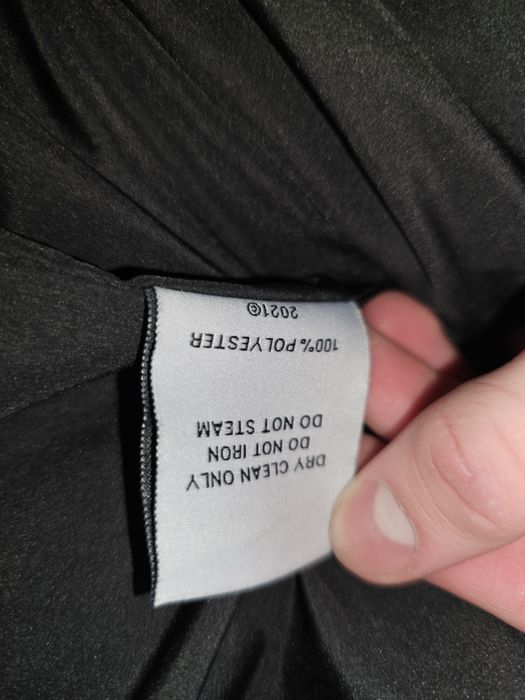 DRY CLEAN ONLY
DO NOT IRON
DO NOT STEAM
100% POLYESTER
2021©